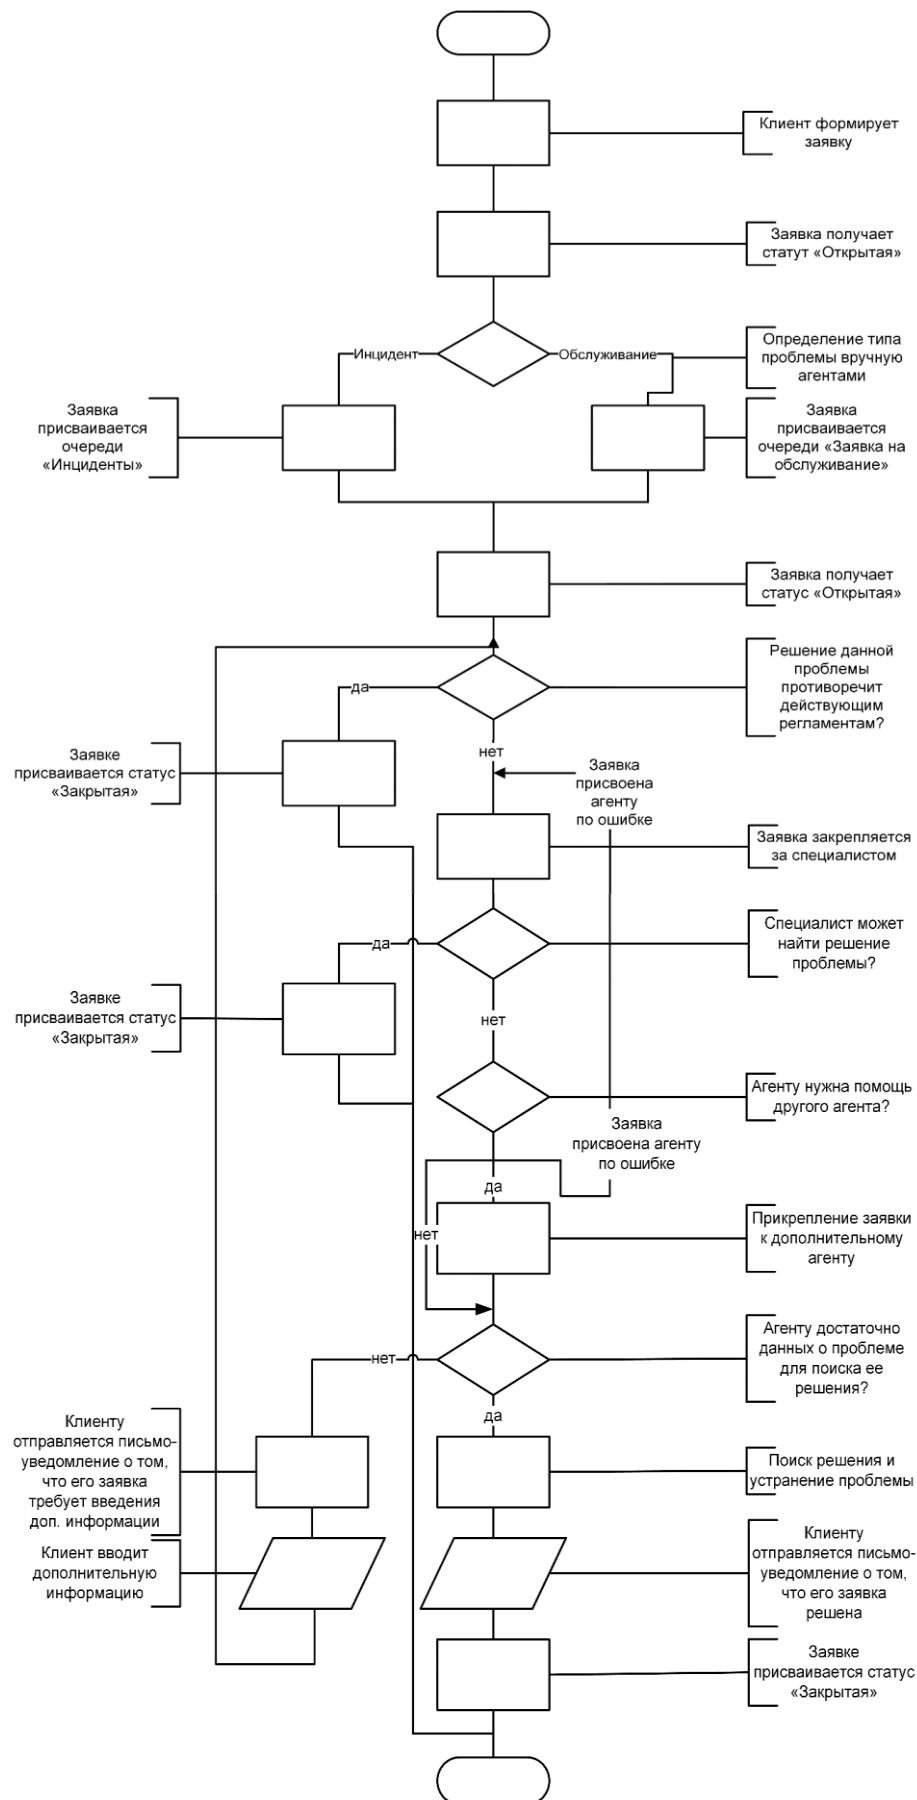 Клиент формирует
заявку
Заявка получает
статут «Открытая»
Инцидент
Обслуживание
Определение типа
проблемы вручную
агентами
Заявка
присваивается
очереди
«Инциденты»
Заявка
присваивается
очереди «Заявка на
обслуживание»
Заявка получает
статус «Открытая»
Решение данной
проблемы
противоречит
действующим
регламентам?
да
нет
Заявке
присваивается статус
«Закрытая»
Заявка
присвоена
агенту
по ошибке
Заявка закрепляется
за специалистом
Специалист может
найти решение
проблемы?
да
Заявке
присваивается статус
«Закрытая»
нет
Агенту нужна помощь
другого агента?
Заявка
присвоена агенту
по ошибке
да
нет
Прикрепление заявки
к дополнительному
агенту
Агенту достаточно
данных о проблеме
для поиска ее
решения?
нет
да
Клиенту
отправляется письмо-
уведомление о том,
что его заявка
требует введения
доп. информации
Поиск решения и
устранение проблемы
Клиент вводит
дополнительную
информацию
Клиенту
отправляется письмо-
уведомление о том,
что его заявка
решена
Заявке
присваивается статус
«Закрытая»